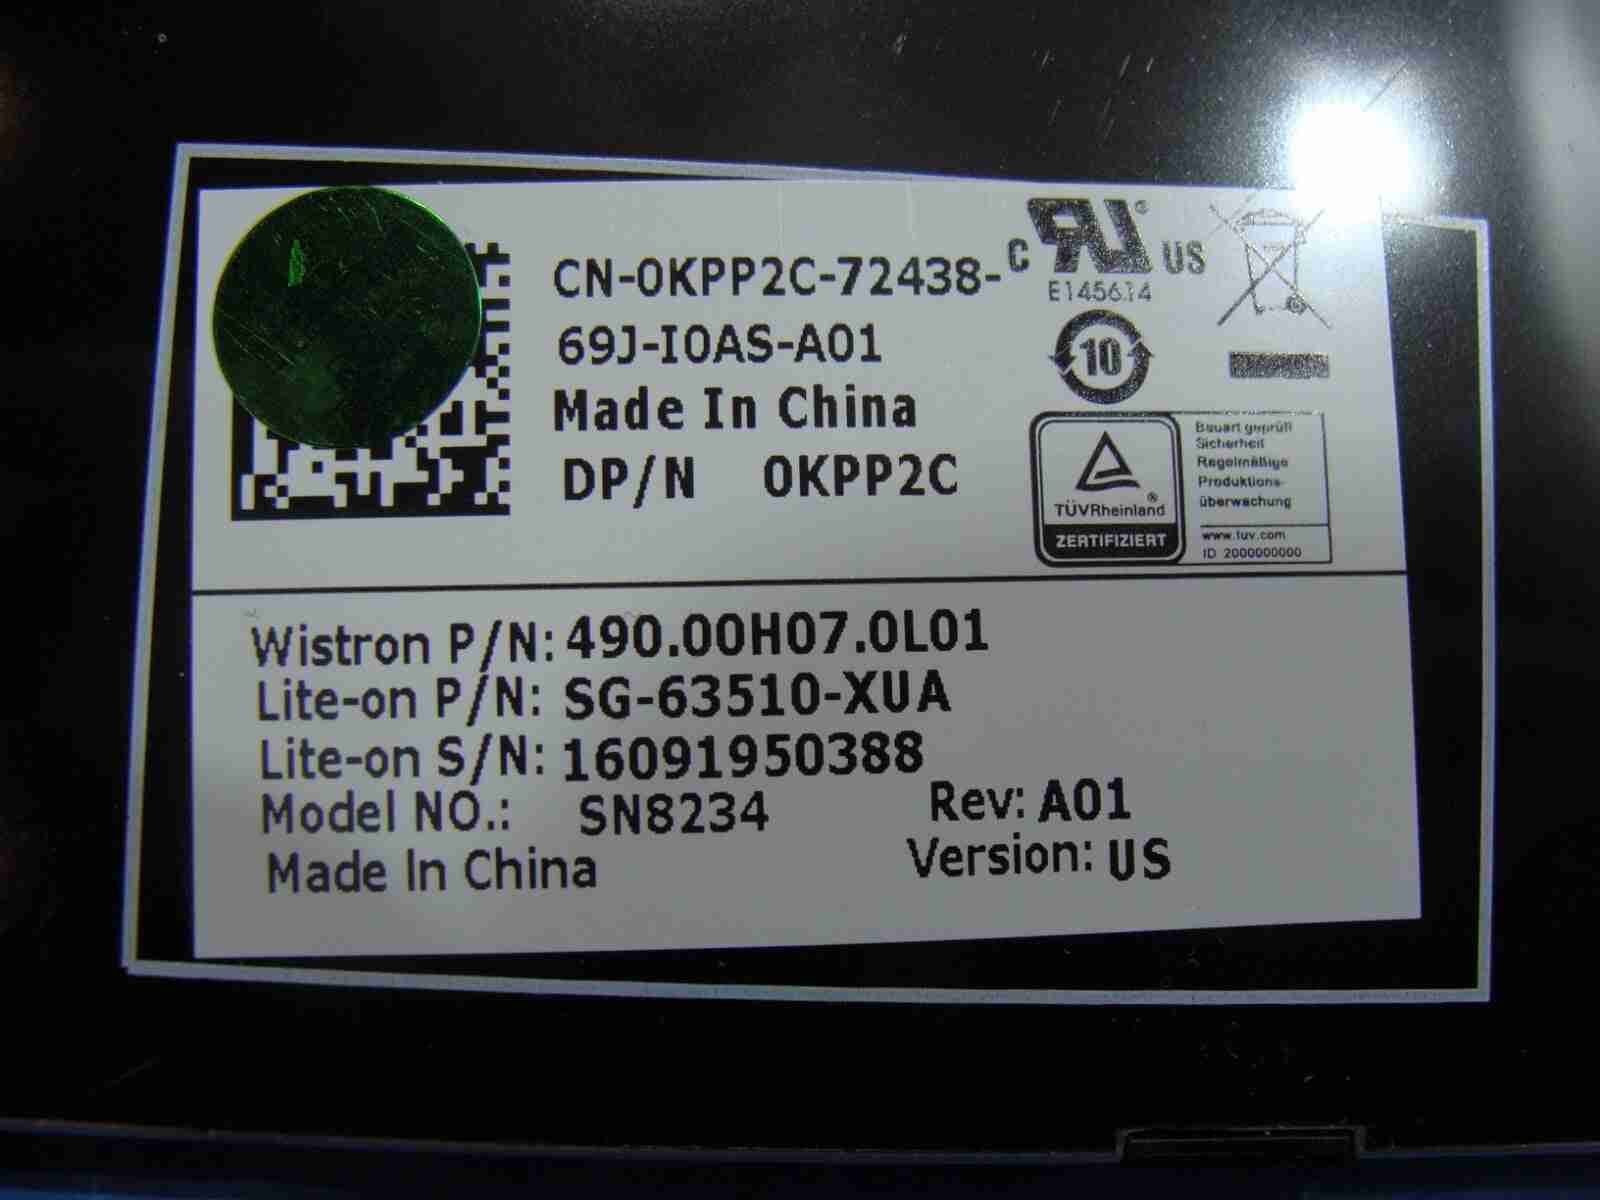 CN-0KPP2C-72438-
69J-I0AS-A01
Made In China
DP/N 0KPP2C
C RU® US
E145614
10
TÜVRheinland®
ZERTIFIZIERT
Bauart geprüft
Sicherheit
Regelmäßige
Produktions-
überwachung
www.tuv.com
ID 2000000000
Wistron P/N: 490.00H07.0L01
Lite-on P/N: SG-63510-XUA
Lite-on S/N: 16091950388
Model NO.: SN8234 Rev: A01
Made In China Version: US